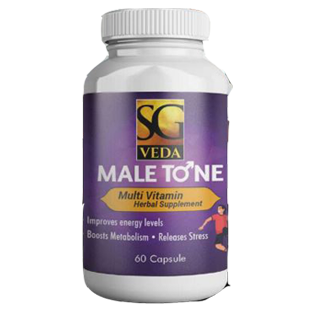 SG
VEDA
MALE TONE
Multi Vitamin
Herbal Supplement
Improves energy levels
Boosts Metabolism • Releases Stress
60 Capsule